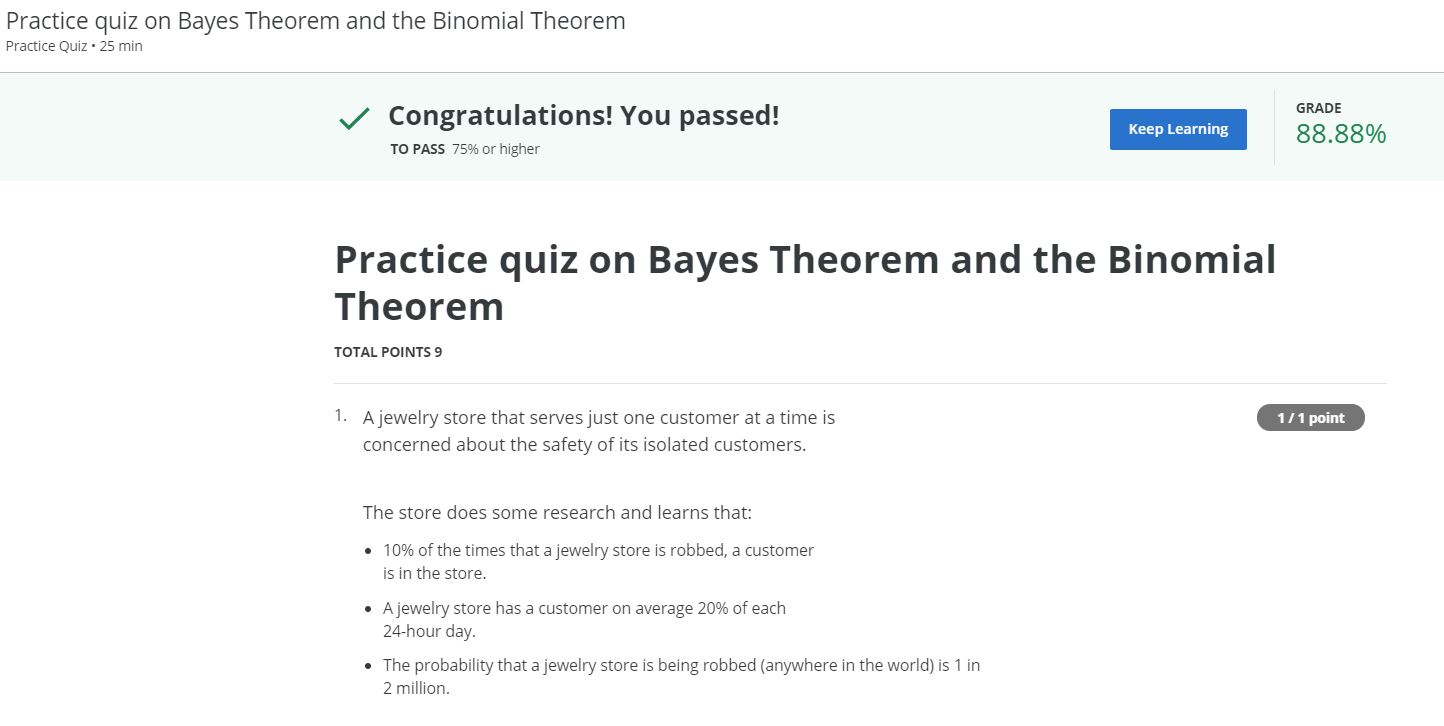 Practice quiz on Bayes Theorem and the Binomial Theorem
Practice Quiz • 25 min
Congratulations! You passed!
TO PASS 75% or higher
Keep Learning
GRADE
88.88%
Practice quiz on Bayes Theorem and the Binomial
Theorem
TOTAL POINTS 9
1. A jewelry store that serves just one customer at a time is
concerned about the safety of its isolated customers.
1 / 1 point
The store does some research and learns that:
• 10% of the times that a jewelry store is robbed, a customer
is in the store.
• A jewelry store has a customer on average 20% of each
24-hour day.
• The probability that a jewelry store is being robbed (anywhere in the world) is 1 in
2 million.